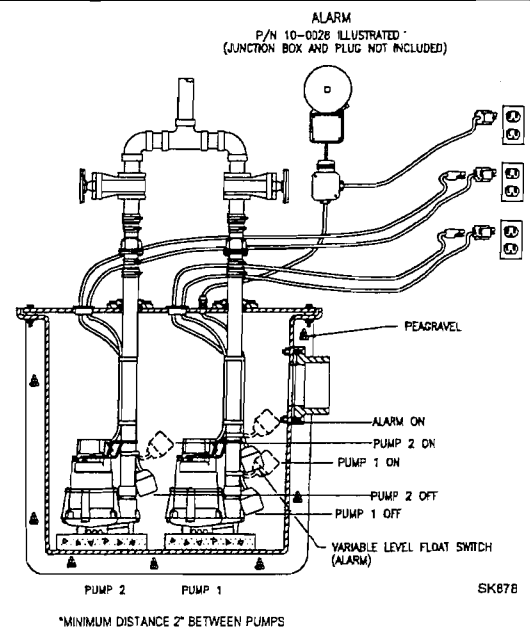 ALARM
P/N 10-0028 ILLUSTRATED
(JUNCTION BOX AND PLUG NOT INCLUDED)
PEAGRAVEL
ALARM ON
PUMP 2 ON
PUMP 1 ON
PUMP 2 OFF
PUMP 1 OFF
VARIABLE LEVEL FLOAT SWITCH
(ALARM)
PUMP 2
PUMP 1
SK878
"MINIMUM DISTANCE 2" BETWEEN PUMPS